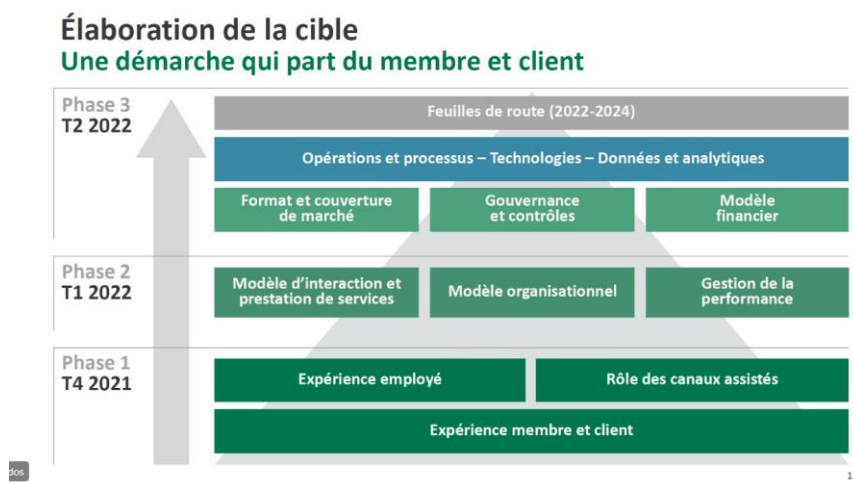 Élaboration de la cible
Une démarche qui part du membre et client
Phase 3
T2 2022
Feuilles de route (2022-2024)
Opérations et processus – Technologies – Données et analytiques
Format et couverture
de marché
Gouvernance
et contrôles
Modèle
financier
Phase 2
T1 2022
Modèle d'interaction et
prestation de services
Modèle organisationnel
Gestion de la
performance
Phase 1
T4 2021
Expérience employé
Rôle des canaux assistés
Expérience membre et client
dos
1